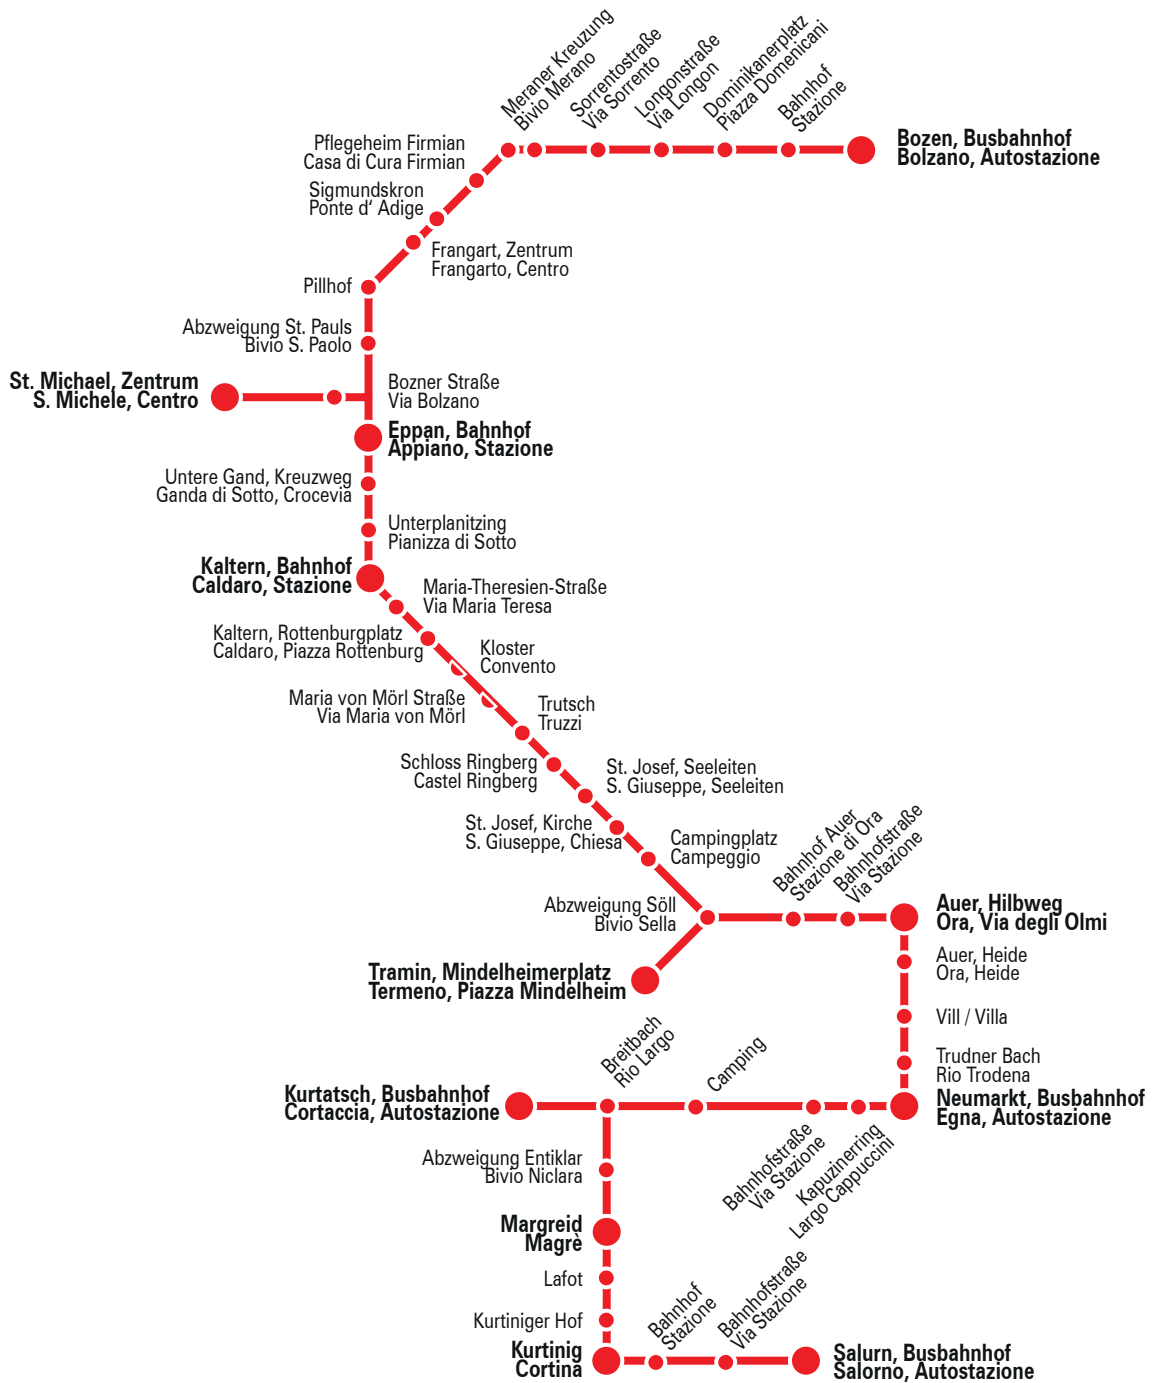 Meraner Kreuzung
Bivio Merano
Sorrentostraße
Via Sorrento
Longonstraße
Via Longon
Dominikanerplatz
Piazza Domenicani
Bahnhof
Stazione
Bozen, Busbahnhof
Bolzano, Autostazione
Pflegeheim Firmian
Casa di Cura Firmian
Sigmundskron
Ponte d‘ Adige
Frangart, Zentrum
Frangarto, Centro
Pillhof
Abzweigung St. Pauls
Bivio S. Paolo
St. Michael, Zentrum
S. Michele, Centro
Bozner Straße
Via Bolzano
Eppan, Bahnhof
Appiano, Stazione
Untere Gand, Kreuzweg
Ganda di Sotto, Crocevia
Unterplanitzing
Pianizza di Sotto
Kaltern, Bahnhof
Caldaro, Stazione
Maria-Theresien-Straße
Via Maria Teresa
Kaltern, Rottenburgplatz
Caldaro, Piazza Rottenburg
Kloster
Convento
Maria von Mörl Straße
Via Maria von Mörl
Trutsch
Truzzi
Schloss Ringberg
Castel Ringberg
St. Josef, Seeleiten
S. Giuseppe, Seeleiten
St. Josef, Kirche
S. Giuseppe, Chiesa
Campingplatz
Campeggio
Bahnhof Auer
Stazione di Ora
Bahnhofstraße
Via Stazione
Abzweigung Söll
Bivio Sella
Auer, Hilbweg
Ora, Via degli Olmi
Tramin, Mindelheimerplatz
Termeno, Piazza Mindelheim
Auer, Heide
Ora, Heide
Vill / Villa
Trudner Bach
Rio Trodena
Breitbach
Rio Largo
Camping
Kurtatsch, Busbahnhof
Cortaccia, Autostazione
Neumarkt, Busbahnhof
Egna, Autostazione
Bahnhofstraße
Via Stazione
Kapuzinerring
Largo Cappuccini
Abzweigung Entiklar
Bivio Niclara
Margreid
Magrè
Lafot
Kurtiniger Hof
Bahnhof
Stazione
Bahnhofstraße
Via Stazione
Kurtinig
Cortina
Salurn, Busbahnhof
Salorno, Autostazione